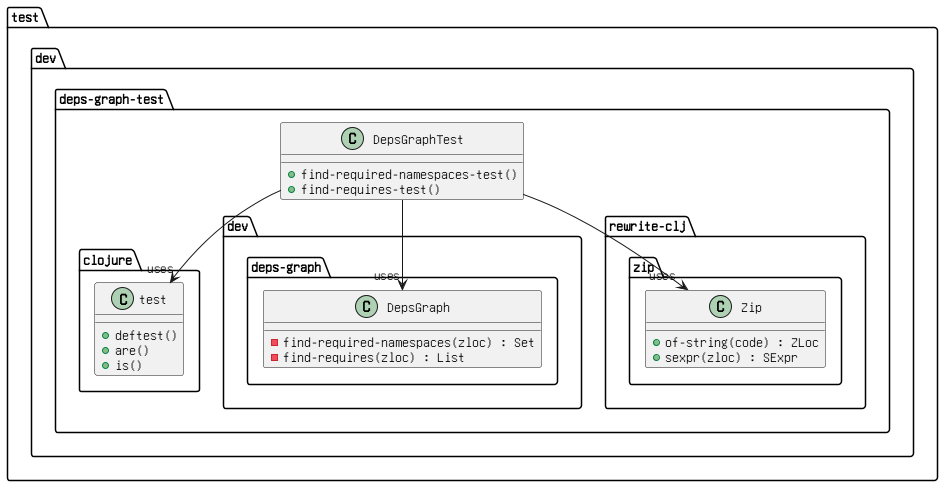 test
dev
deps-graph-test
C DepsGraphTest
find-required-namespaces-test()
find-requires-test()
dev
rewrite-clj
clojure
deps-graph
zip
uses
uses
uses
C test
deftest()
are()
is()
C DepsGraph
find-required-namespaces(zloc) : Set
find-requires(zloc) : List
C Zip
of-string(code) : ZLoc
sexpr(zloc) : SExpr